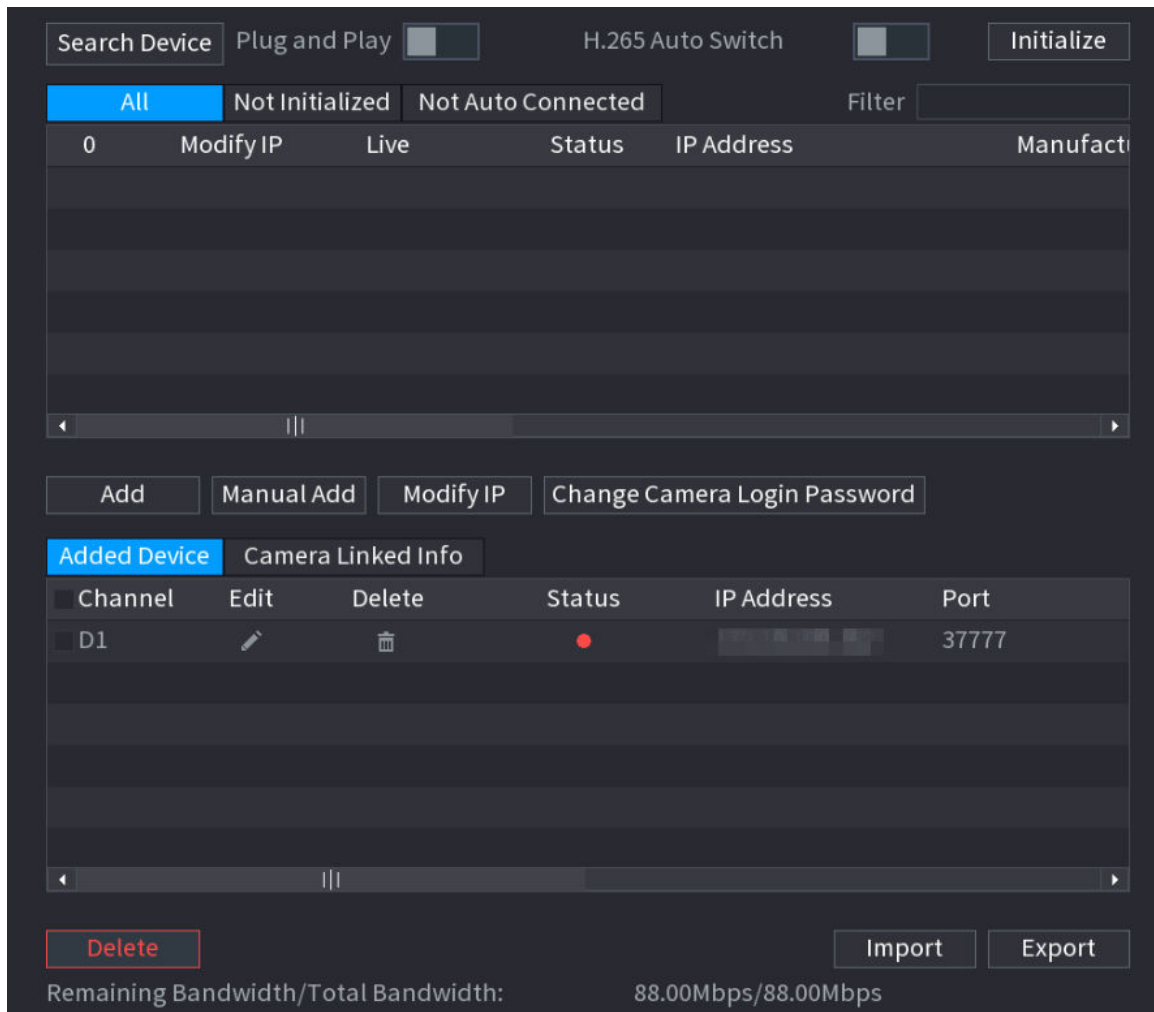 Search Device Plug and Play H.265 Auto Switch Initialize
All Not Initialized Not Auto Connected Filter
0 Modify IP Live Status IP Address Manufact
Add Manual Add Modify IP Change Camera Login Password
Added Device Camera Linked Info
Channel Edit Delete Status IP Address Port
D1 37777
Delete Import Export
Remaining Bandwidth/Total Bandwidth: 88.00Mbps/88.00Mbps